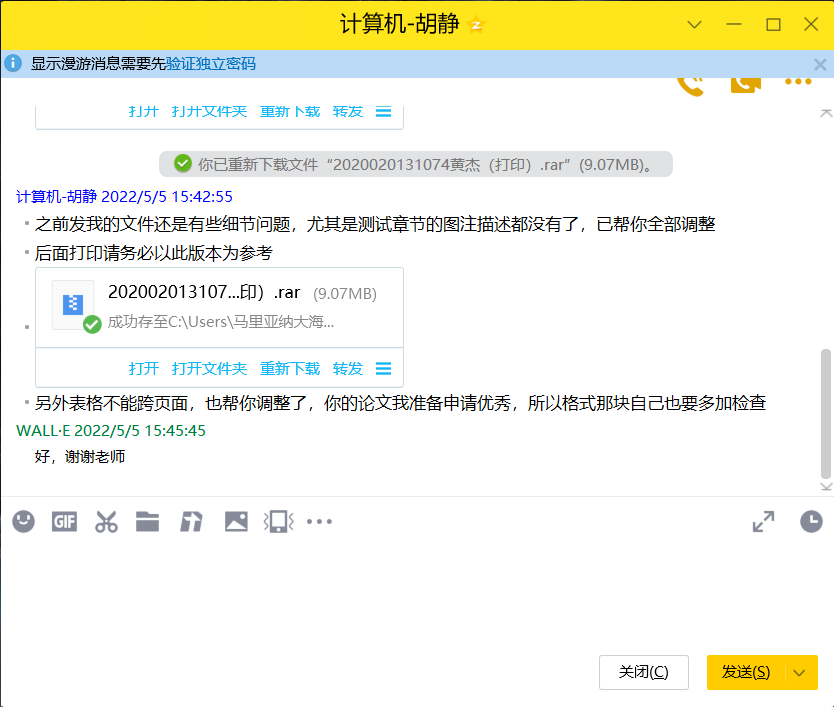 计算机-胡静
显示漫游消息需要先验证独立密码
打开 打开文件夹 重新下载 转发
你已重新下载文件“2020020131074黄杰（打印）.rar”(9.07MB)。
计算机-胡静 2022/5/5 15:42:55
之前发我的文件还是有些细节问题，尤其是测试章节的图注描述都没有了，已帮你全部调整
后面打印请务必以此版本为参考
202002013107...印）.rar (9.07MB)
成功存至C:\Users\马里亚纳大海...
打开 打开文件夹 重新下载 转发
另外表格不能跨页面，也帮你调整了，你的论文我准备申请优秀，所以格式那块自己也要多加检查
WALL·E 2022/5/5 15:45:45
好，谢谢老师
GIF
关闭(C) 发送(S)